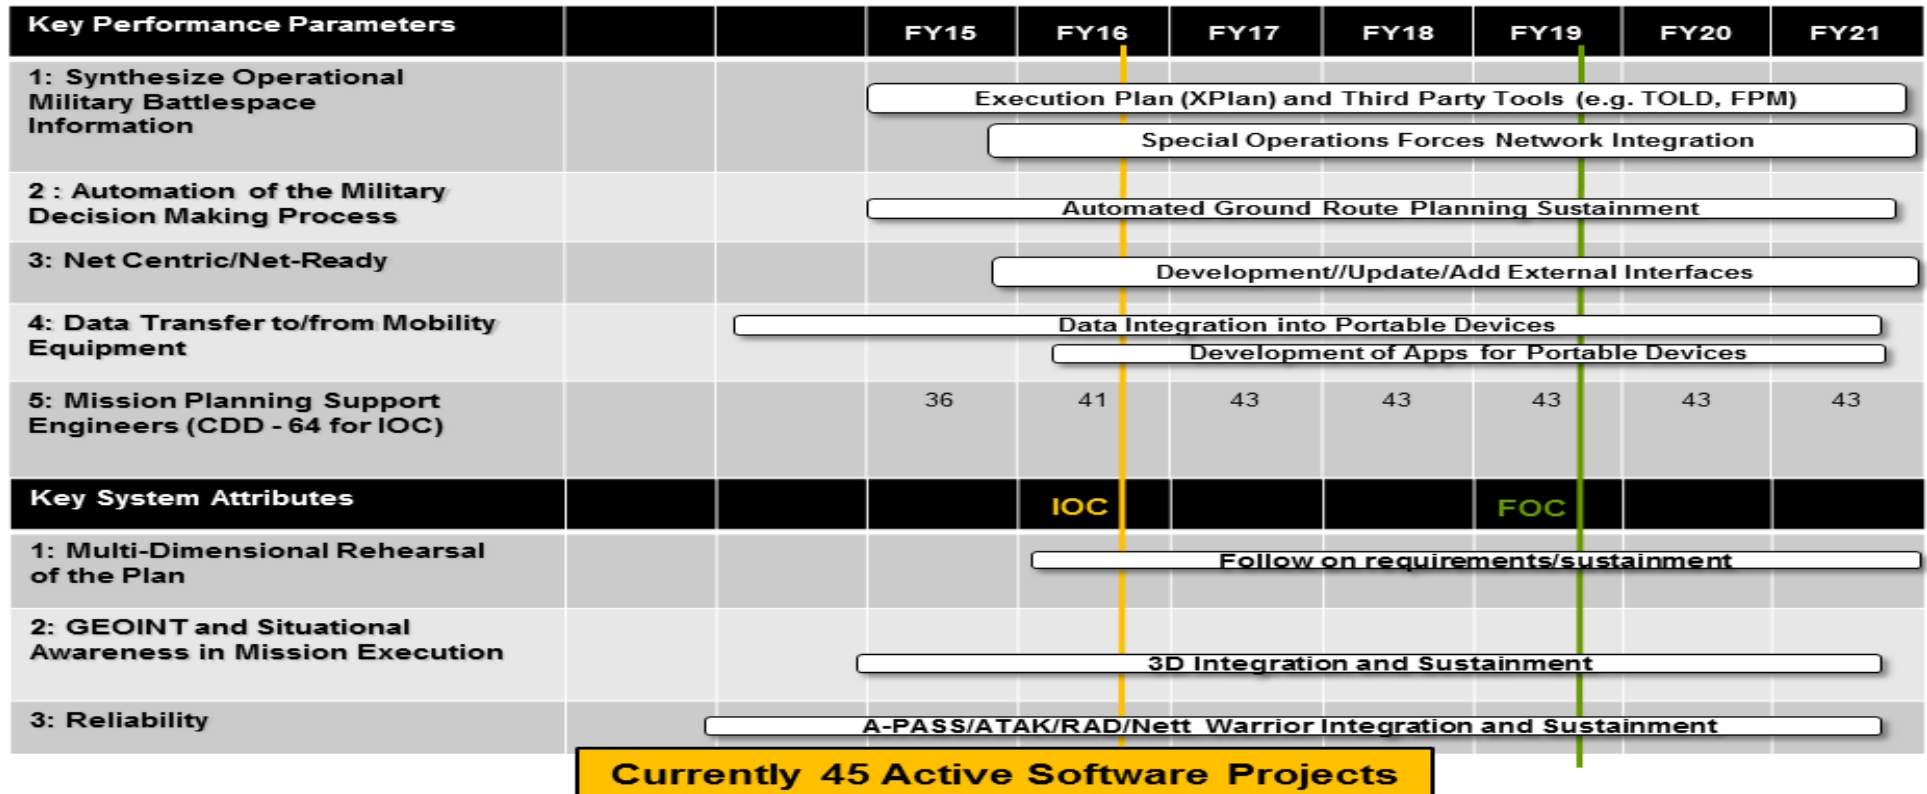 Key Performance Parameters FY15 FY16 FY17 FY18 FY19 FY20 FY21
1: Synthesize Operational
Military Battlespace
Information
Execution Plan (XPlan) and Third Party Tools (e.g. TOLD, FPM)
Special Operations Forces Network Integration
2 : Automation of the Military
Decision Making Process
Automated Ground Route Planning Sustainment
3: Net Centric/Net-Ready
Development//Update/Add External Interfaces
4: Data Transfer to/from Mobility
Equipment
Data Integration into Portable Devices
Development of Apps for Portable Devices
5: Mission Planning Support
Engineers (CDD - 64 for IOC)
36 41 43 43 43 43 43
Key System Attributes IOC FOC
1: Multi-Dimensional Rehearsal
of the Plan
Follow on requirements/sustainment
2: GEOINT and Situational
Awareness in Mission Execution
3D Integration and Sustainment
3: Reliability
A-PASS/ATAK/RAD/Nett Warrior Integration and Sustainment
Currently 45 Active Software Projects